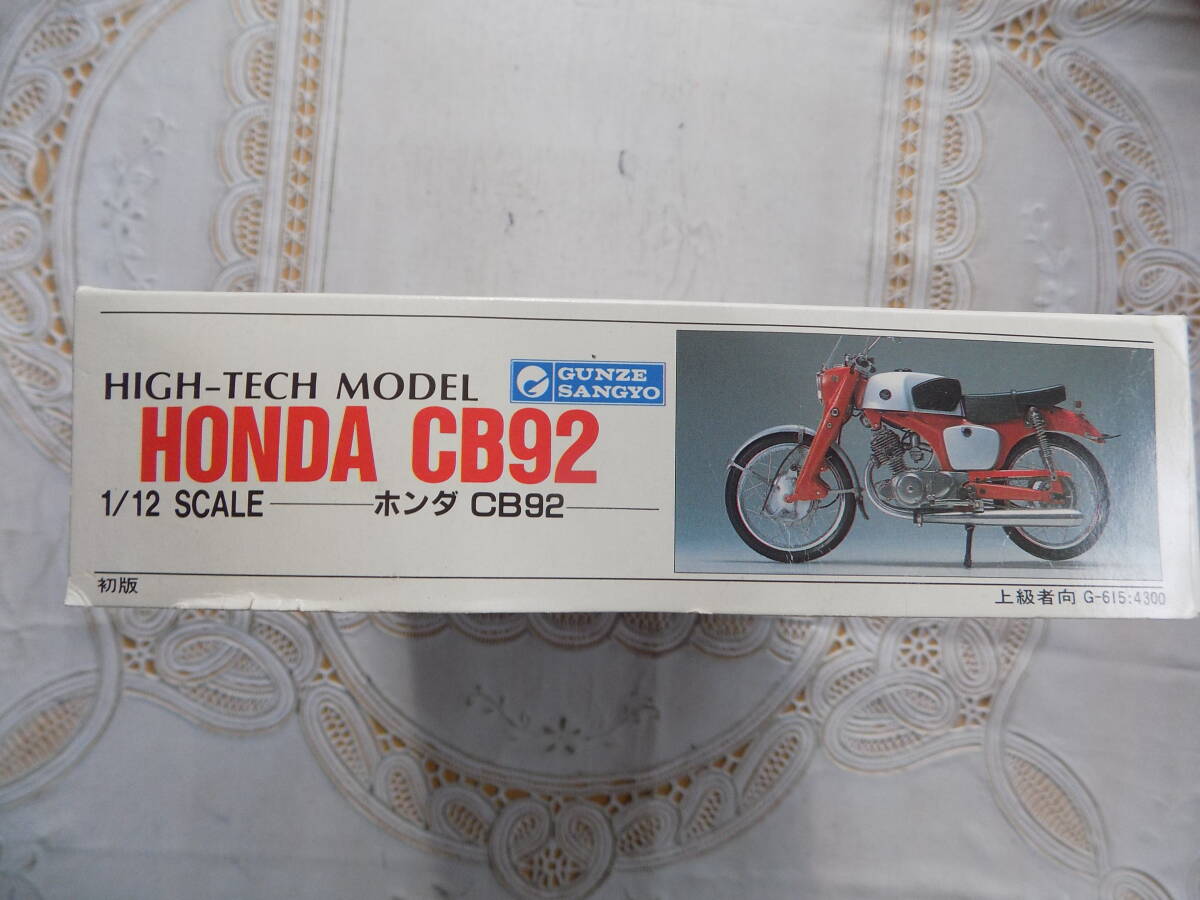 HIGH-TECH MODEL
GUNZE
SANGYO
HONDA CB92
1/12 SCALE ホンダ CB92
初版
上級者向 G-615:4300